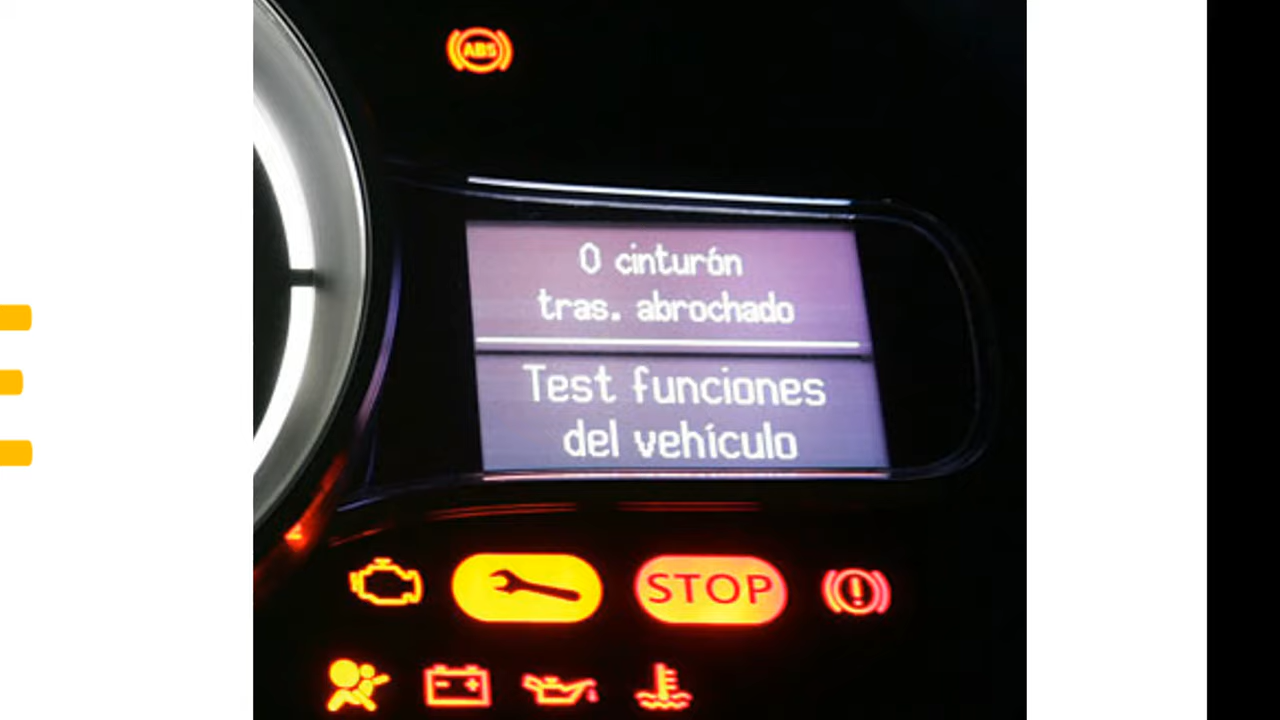 ABS
0 cinturón
tras. abrochado
Test funciones
del vehículo
STOP